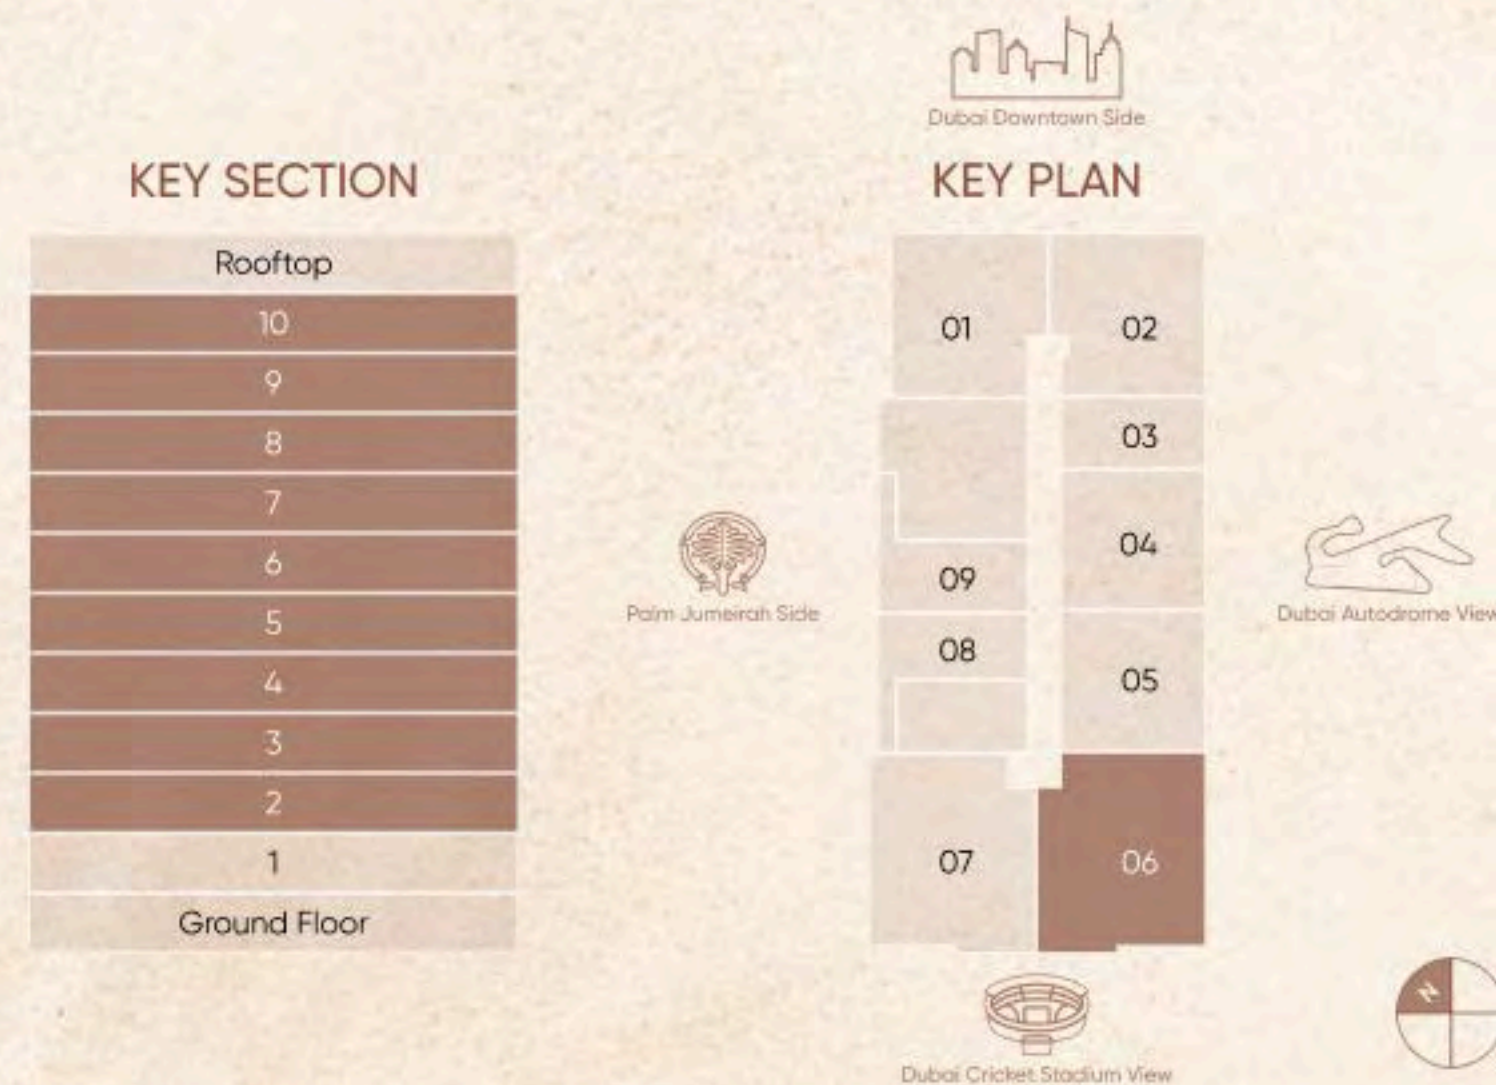 Dubai Downtown Side
KEY SECTION
KEY PLAN
Rooftop
10
9
8
7
6
5
4
3
2
1
Ground Floor
Palm Jumeirah Side
01
02
03
04
09
08
05
07
06
Dubai Autodrome View
Dubai Cricket Stadium View
N